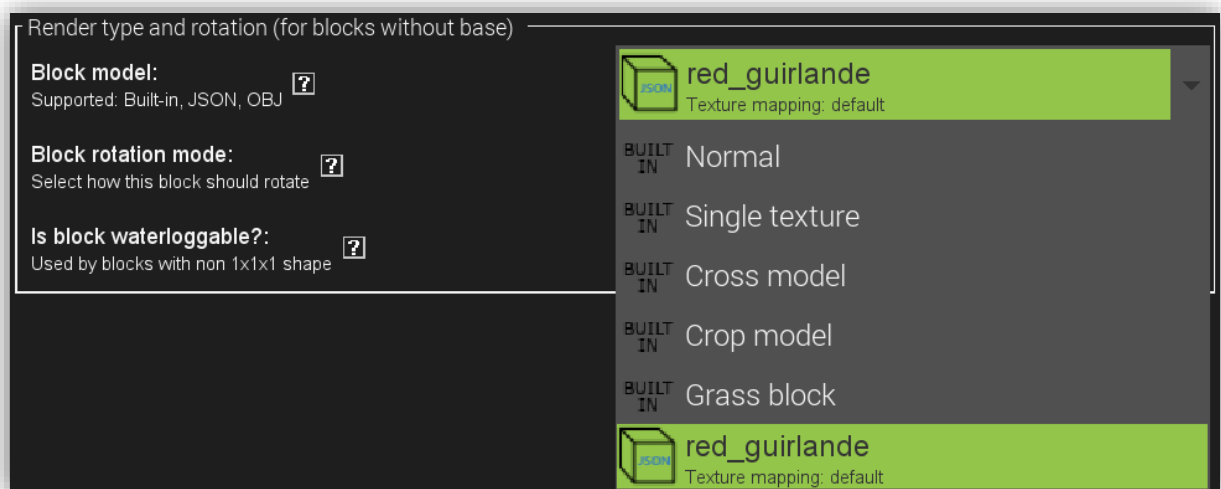 Render type and rotation (for blocks without base)
Block model:
Supported: Built-in, JSON, OBJ
?
JSON
red_guirlande
Texture mapping: default
Block rotation mode:
Select how this block should rotate
?
BUILT IN
Normal
BUILT IN
Single texture
Is block waterloggable?:
Used by blocks with non 1x1x1 shape
?
BUILT IN
Cross model
BUILT IN
Crop model
BUILT IN
Grass block
JSON
red_guirlande
Texture mapping: default